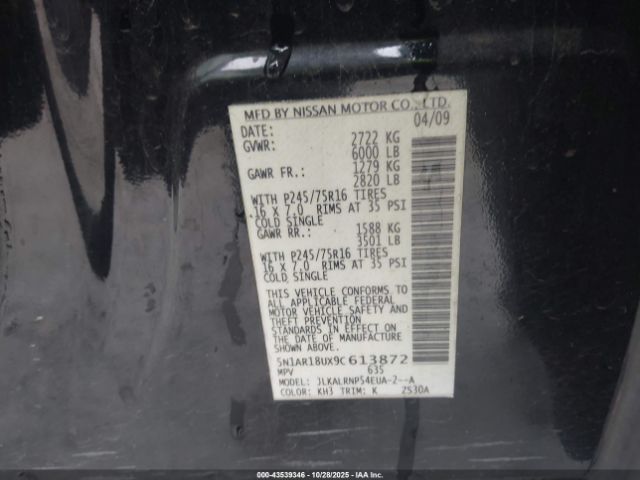 MFD BY NISSAN MOTOR CO., LTD.
DATE: 04/09
GVWR: 2722 KG
6000 LB
GAWR FR.: 1279 KG
2820 LB
WITH P245/75R16 TIRES
16 X 7.0 RIMS AT 35 PSI
COLD SINGLE
GAWR RR.: 1588 KG
3501 LB
WITH P245/75R16 TIRES
16 X 7.0 RIMS AT 35 PSI
COLD SINGLE
THIS VEHICLE CONFORMS TO
ALL APPLICABLE FEDERAL
MOTOR VEHICLE SAFETY
AND THEFT PREVENTION
STANDARDS IN EFFECT ON
THE DATE OF MANUFACTURE
SHOWN ABOVE.
5N1AR18UX9C613872
MPV 635
MODEL: JLKALRNP54EUA-2--A
COLOR: KH3 TRIM: K ZS30A
000-43539346 - 10/28/2025 - IAA Inc.